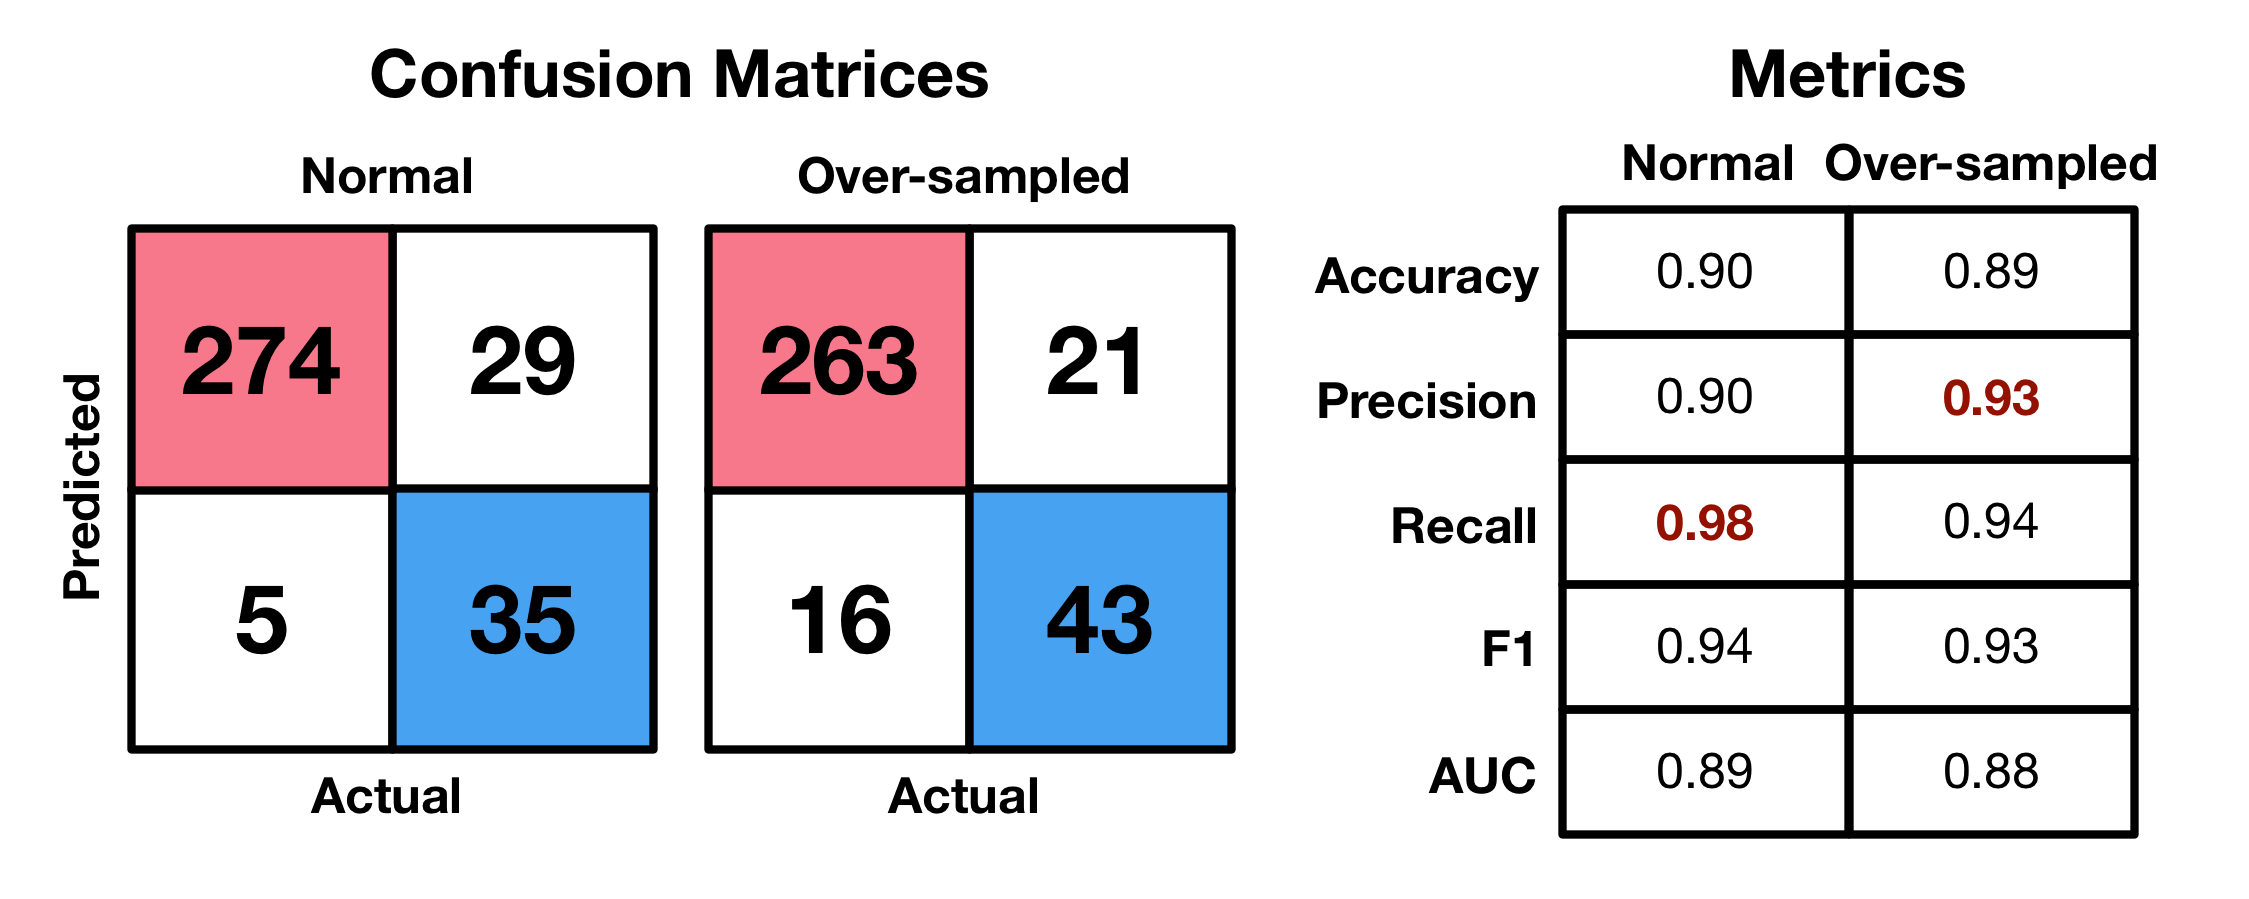 Confusion Matrices
Normal
Over-sampled
Predicted
274
29
5
35
263
21
16
43
Actual
Actual
Metrics
Normal Over-sampled
Accuracy 0.90 0.89
Precision 0.90 0.93
Recall 0.98 0.94
F1 0.94 0.93
AUC 0.89 0.88